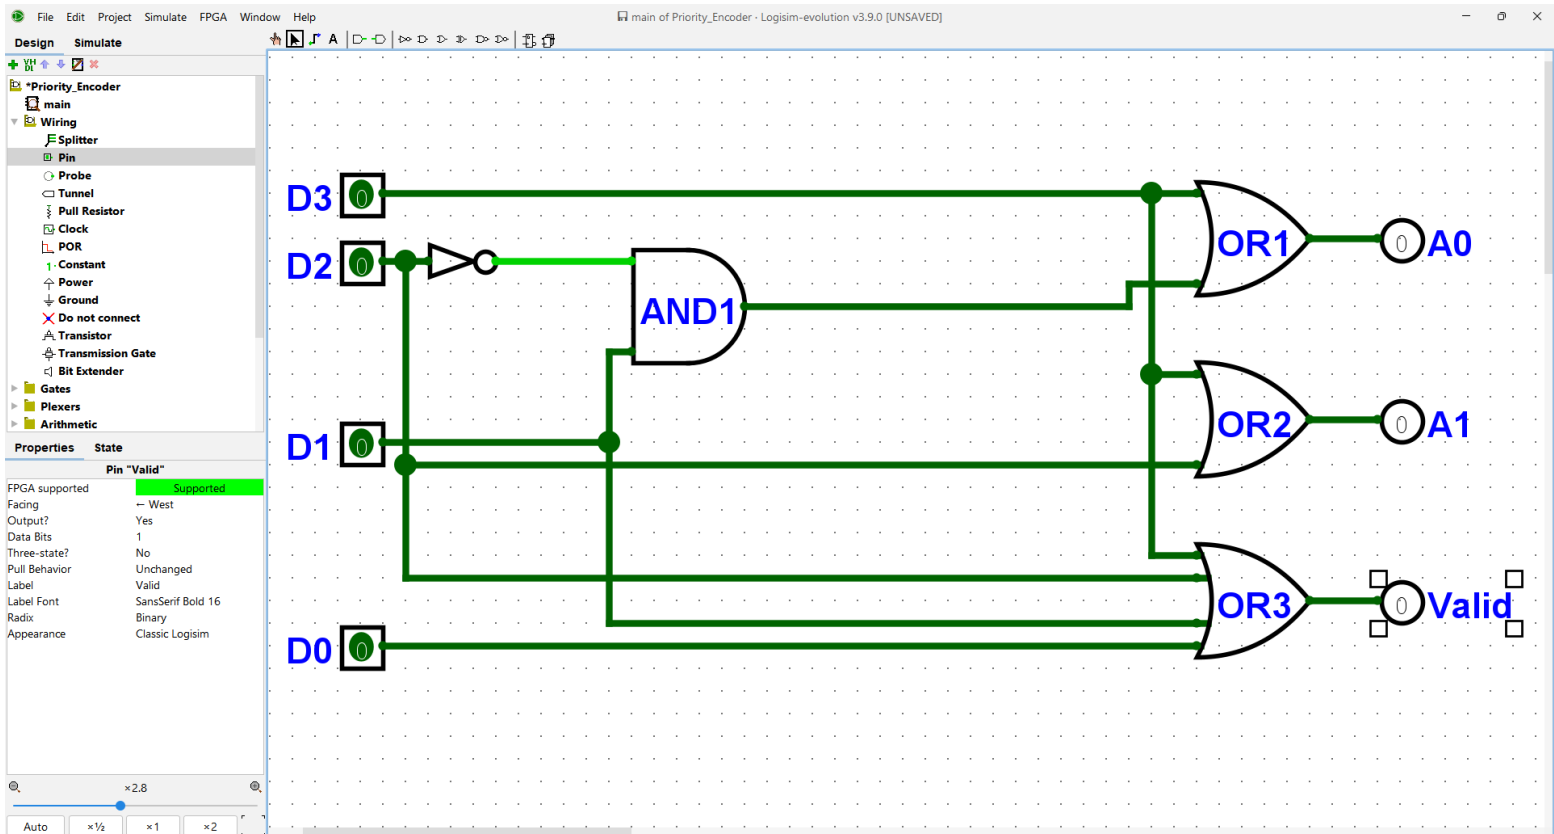 main of Priority_Encoder · Logisim-evolution v3.9.0 [UNSAVED]
File Edit Project Simulate FPGA Window Help
Design Simulate
A
VH
DL
*Priority_Encoder
main
Wiring
Splitter
Pin
Probe
Tunnel
Pull Resistor
Clock
POR
1 Constant
Power
Ground
Do not connect
Transistor
Transmission Gate
Bit Extender
Gates
Plexers
Arithmetic
Properties State
Pin "Valid"
FPGA supported Supported
Facing ← West
Output? Yes
Data Bits 1
Three-state? No
Pull Behavior Unchanged
Label Valid
Label Font SansSerif Bold 16
Radix Binary
Appearance Classic Logisim
×2.8
Auto ×½ ×1 ×2
D3 0
D2 0
D1 0
D0 0
AND1
OR1 0 A0
OR2 0 A1
OR3 0 Valid